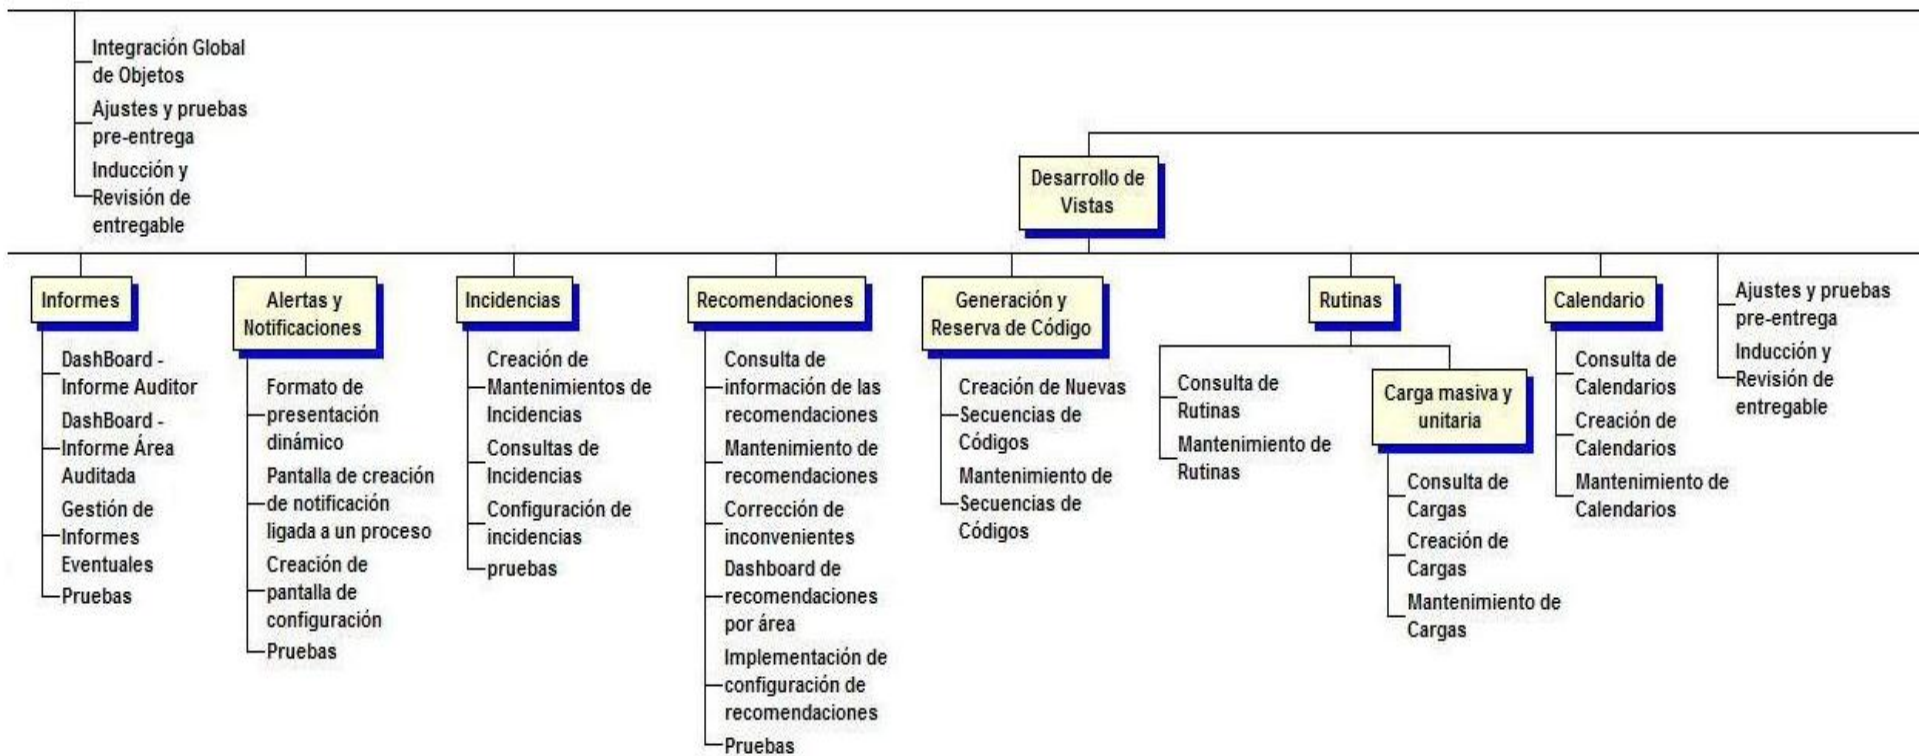 Integración Global
de Objetos
Ajustes y pruebas
pre-entrega
Inducción y
Revisión de
entregable
Desarrollo de
Vistas
Informes
DashBoard -
Informe Auditor
DashBoard -
Informe Área
Auditada
Gestión de
Informes
Eventuales
Pruebas
Alertas y
Notificaciones
Formato de
presentación
dinámico
Pantalla de creación
de notificación
ligada a un proceso
Creación de
pantalla de
configuración
Pruebas
Incidencias
Creación de
Mantenimientos de
Incidencias
Consultas de
Incidencias
Configuración de
incidencias
pruebas
Recomendaciones
Consulta de
información de las
recomendaciones
Mantenimiento de
recomendaciones
Corrección de
inconvenientes
Dashboard de
recomendaciones
por área
Implementación de
configuración de
recomendaciones
Pruebas
Generación y
Reserva de Código
Creación de Nuevas
Secuencias de
Códigos
Mantenimiento de
Secuencias de
Códigos
Rutinas
Consulta de
Rutinas
Mantenimiento de
Rutinas
Carga masiva y
unitaria
Consulta de
Cargas
Creación de
Cargas
Mantenimiento de
Cargas
Calendario
Consulta de
Calendarios
Creación de
Calendarios
Mantenimiento de
Calendarios
Ajustes y pruebas
pre-entrega
Inducción y
Revisión de
entregable